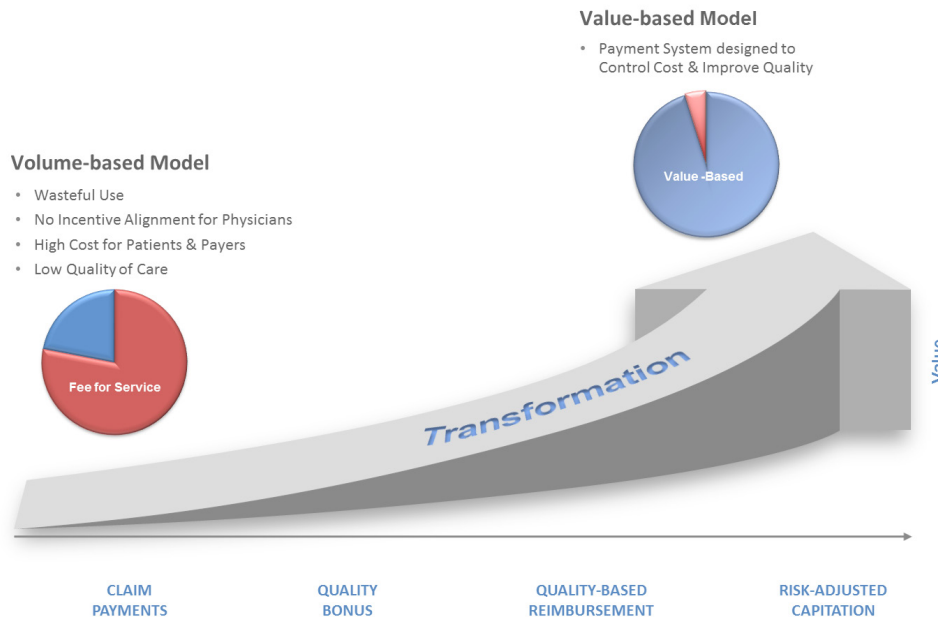 Value-based Model
• Payment System designed to
Control Cost & Improve Quality
Value -Based
Volume-based Model
• Wasteful Use
• No Incentive Alignment for Physicians
• High Cost for Patients & Payers
• Low Quality of Care
Fee for Service
Transformation
Value
CLAIM
PAYMENTS
QUALITY
BONUS
QUALITY-BASED
REIMBURSEMENT
RISK-ADJUSTED
CAPITATION